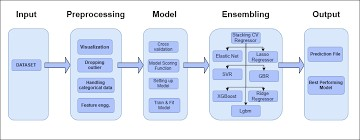 Input
Preprocessing
Model
Ensembling
Output
DATASET
Visualization
Dropping
outlier
Handling
categorical data
Feature engg.
Cross
validation
Model Scoring
Function
Setting up
Model
Train & Fit
Model
Stacking CV
Regressor
Elastic Net
Lasso
Regressor
SVR
GBR
XGBoost
Ridge
Regressor
Lgbm
Prediction File
Best Performing
Model